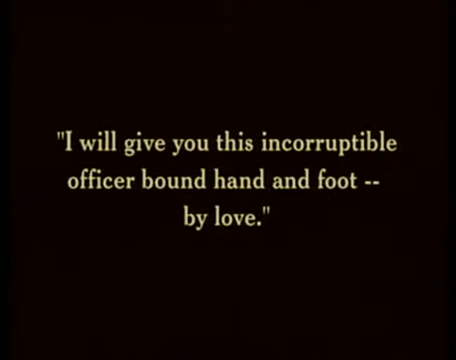 "I will give you this incorruptible
officer bound hand and foot --
by love."